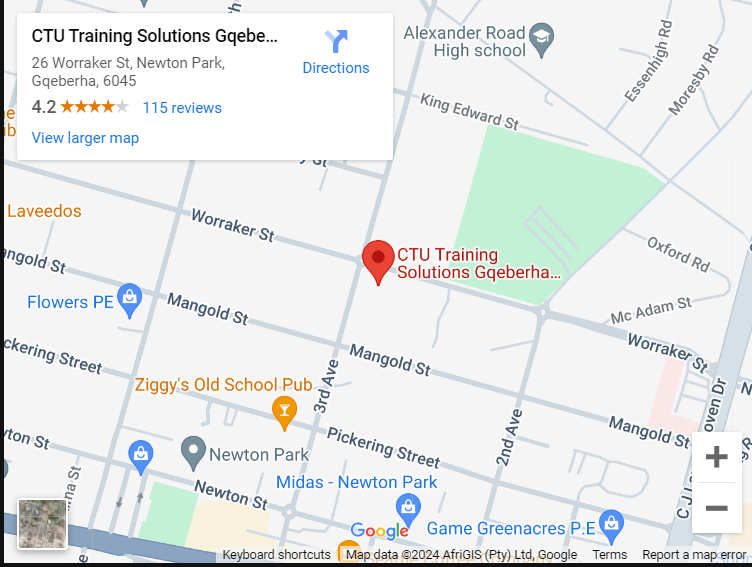 CTU Training Solutions Gqebe...
26 Worraker St, Newton Park,
Gqeberha, 6045
4.2
115 reviews
View larger map
Directions
Alexander Road
High school
Essenhigh Rd
Moresby Rd
King Edward St
Laveedos
Worraker St
CTU Training
Solutions Gqeberha...
Oxford Rd
Mangold St
Flowers PE
Mc Adam St
Worraker St
Mangold St
Pickering Street
Ziggy's Old School Pub
3rd Ave
2nd Ave
Mangold St
Pickering Street
Newton Park
Midas - Newton Park
Newton St
Google
Game Greenacres P.E
Keyboard shortcuts
Map data ©2024 AfriGIS (Pty) Ltd, Google
Terms
Report a map error